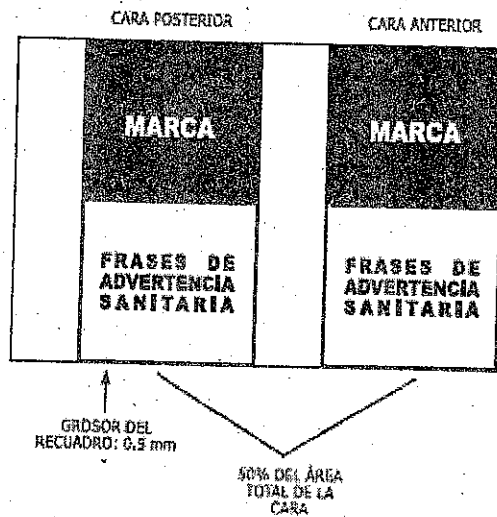 CARA POSTERIOR
CARA ANTERIOR
MARCA
MARCA
FRASES DE
ADVERTENCIA
SANITARIA
FRASES DE
ADVERTENCIA
SANITARIA
GROSOR DEL
RECUADRO: 0.5 mm
50% DEL ÁREA
TOTAL DE LA
CARA